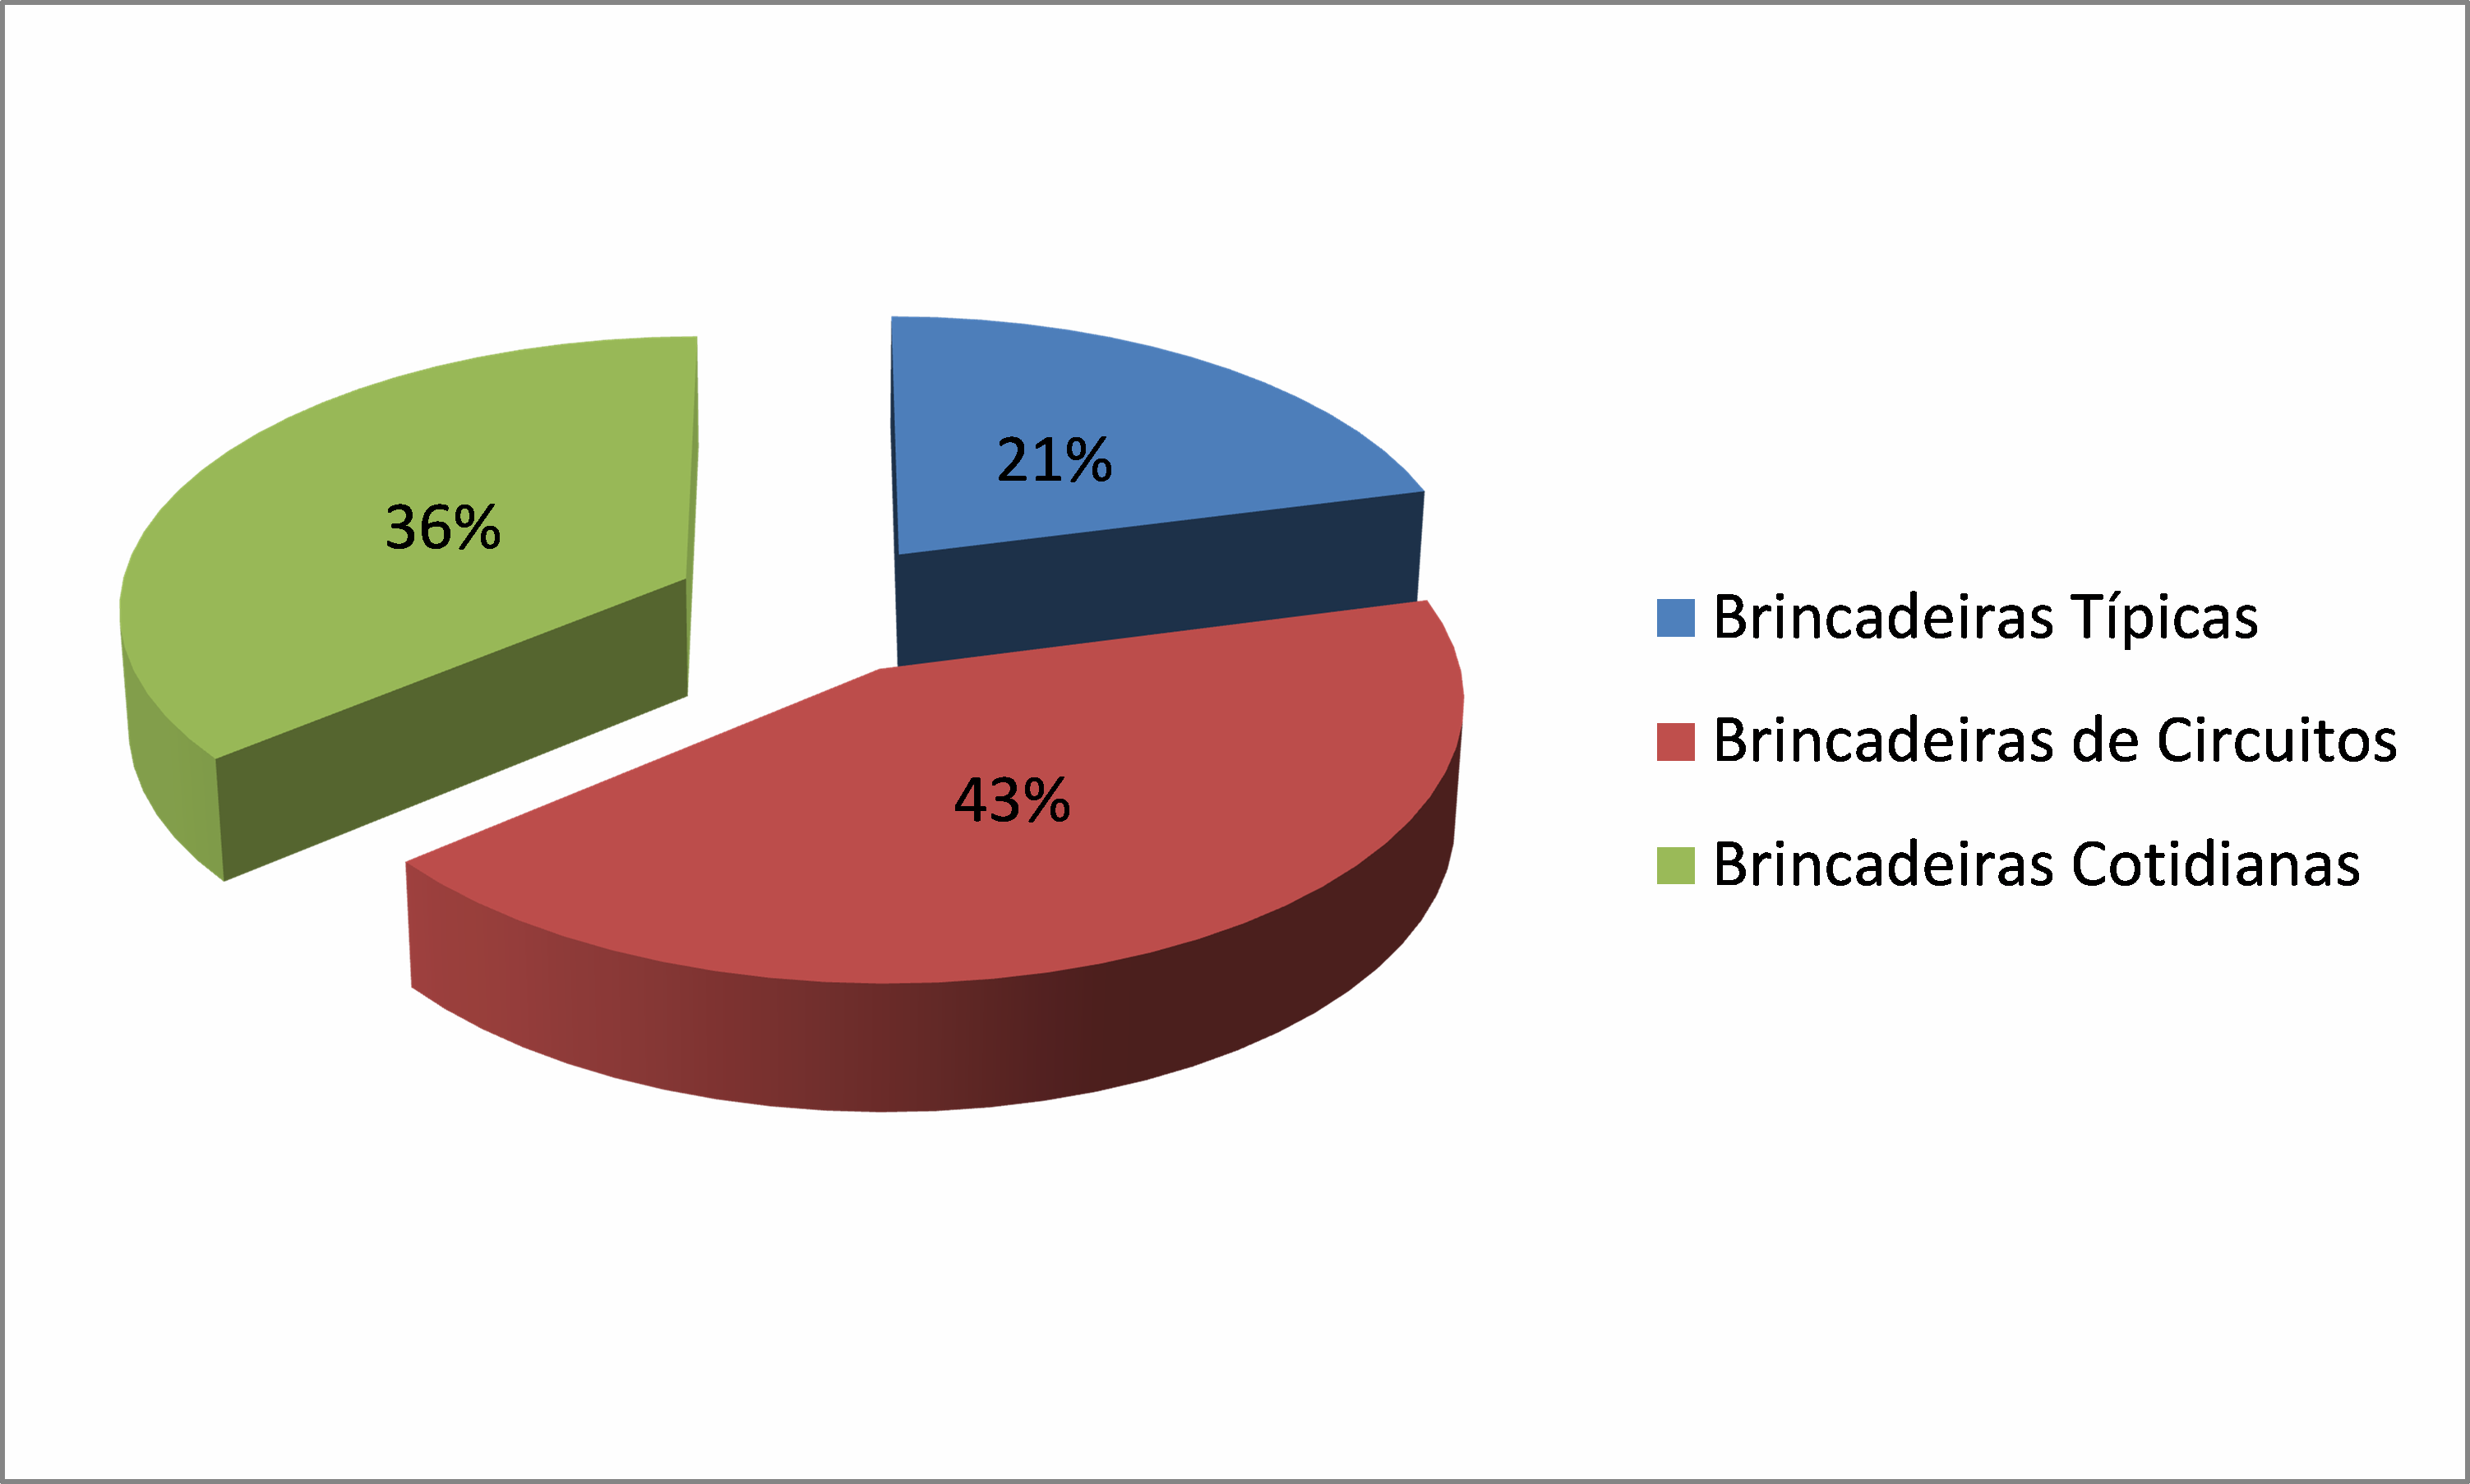 21%
36%
43%
Brincadeiras Típicas
Brincadeiras de Circuitos
Brincadeiras Cotidianas